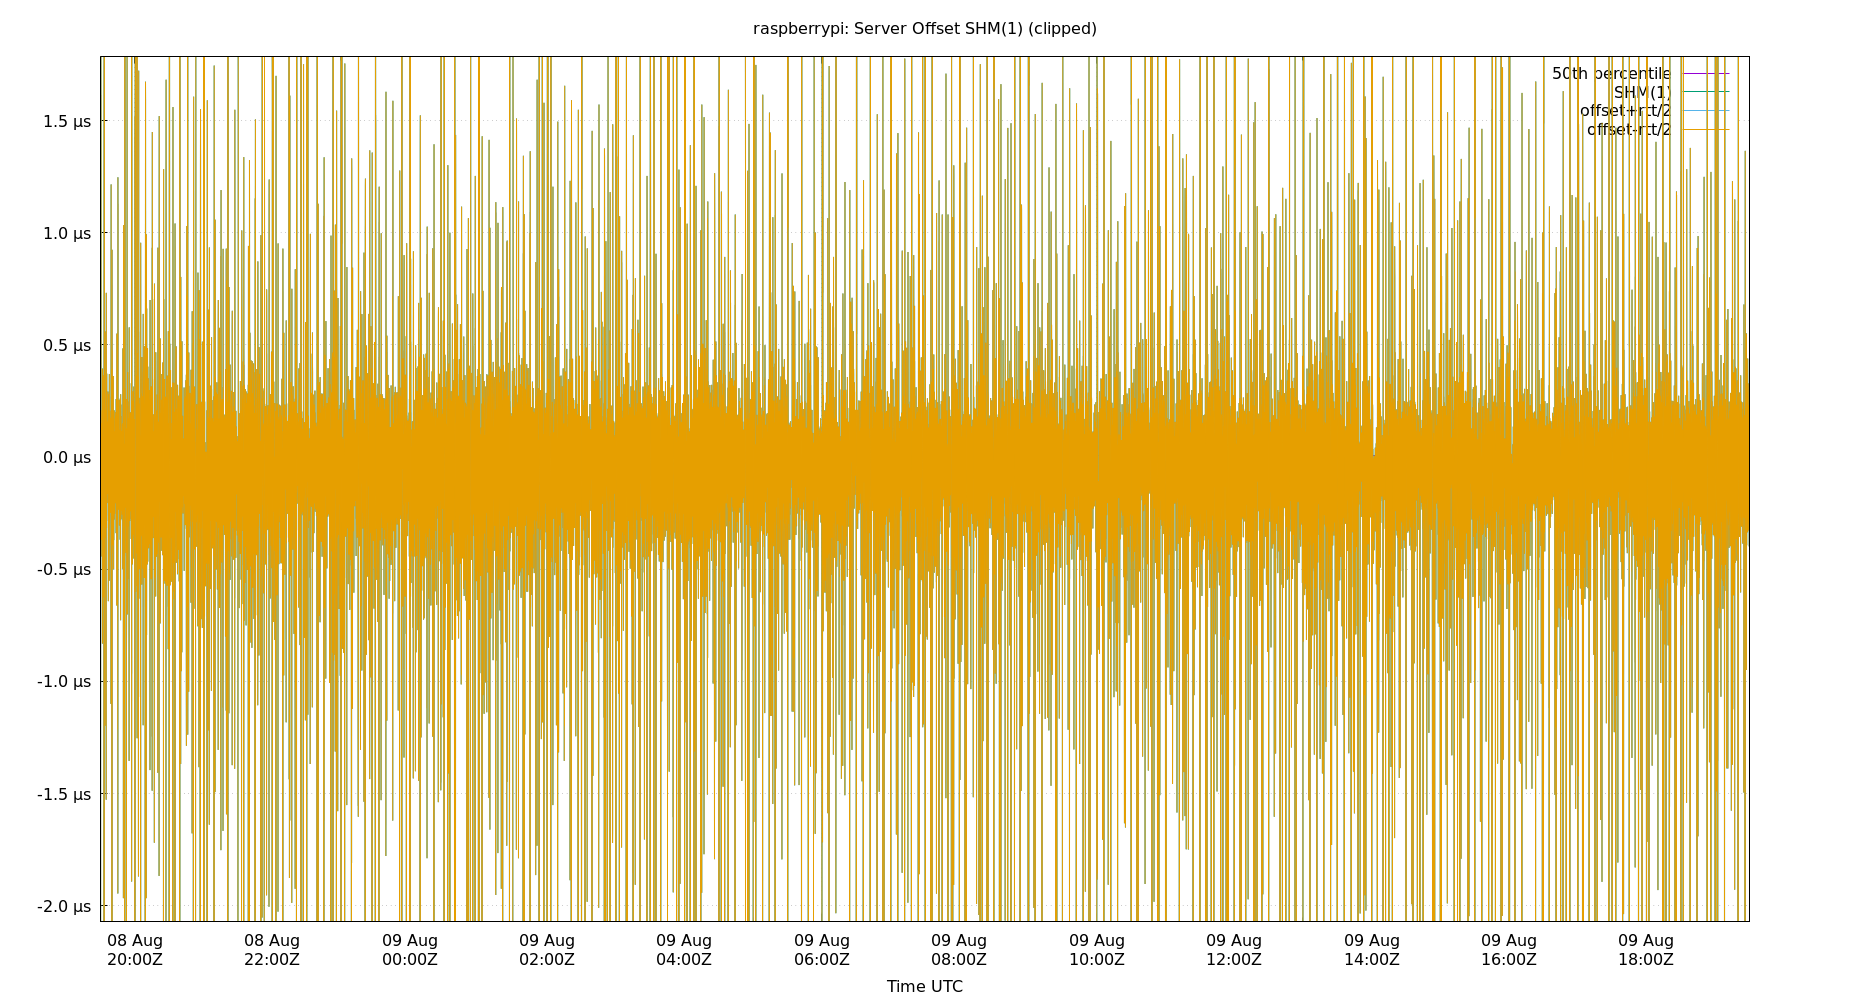 raspberrypi: Server Offset SHM(1) (clipped)
50th percentile
SHM(1)
offset+rtt/2
offset-rtt/2
1.5 µs
1.0 µs
0.5 µs
0.0 µs
-0.5 µs
-1.0 µs
-1.5 µs
-2.0 µs
08 Aug 08 Aug 09 Aug 09 Aug 09 Aug 09 Aug 09 Aug 09 Aug 09 Aug 09 Aug 09 Aug 09 Aug
20:00Z 22:00Z 00:00Z 02:00Z 04:00Z 06:00Z 08:00Z 10:00Z 12:00Z 14:00Z 16:00Z 18:00Z
Time UTC